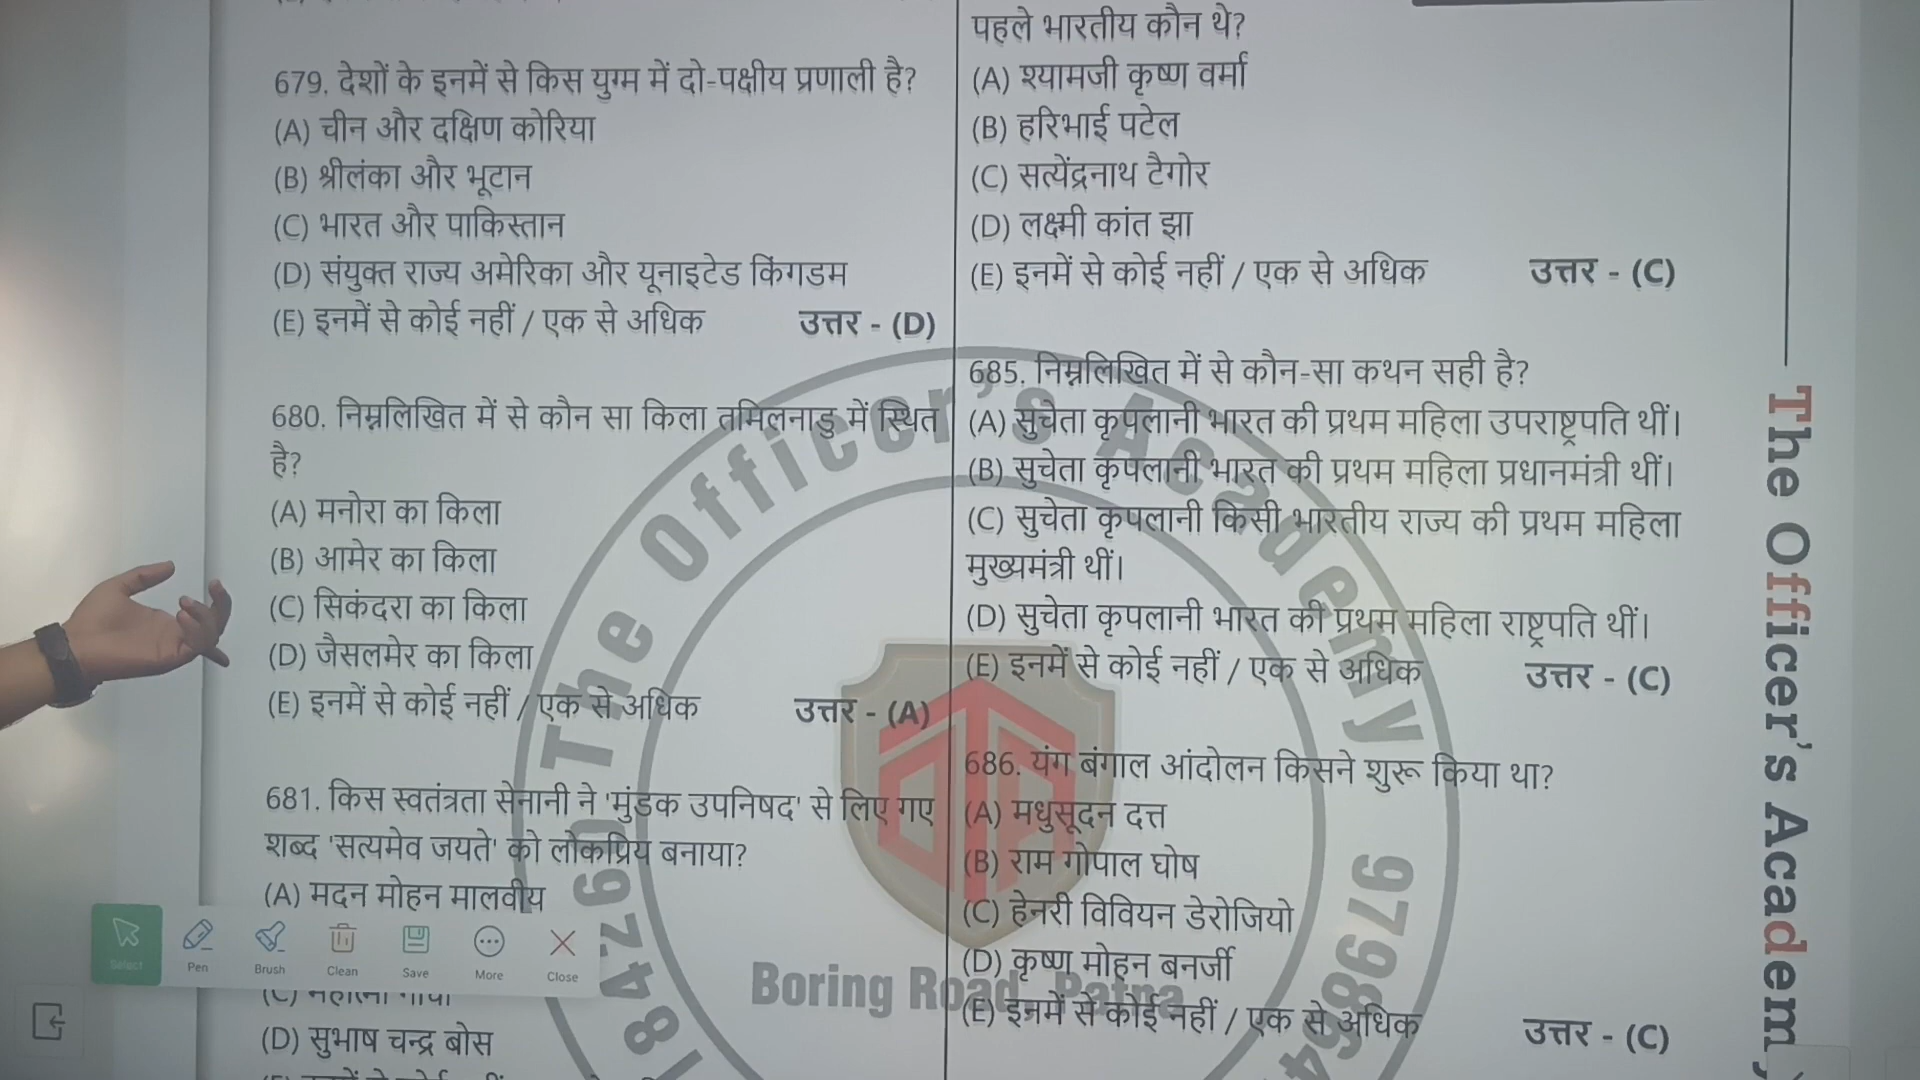 679. देशों के इनमें से किस युग्म में दो-पक्षीय प्रणाली है?
(A) चीन और दक्षिण कोरिया
(B) श्रीलंका और भूटान
(C) भारत और पाकिस्तान
(D) संयुक्त राज्य अमेरिका और यूनाइटेड किंगडम
(E) इनमें से कोई नहीं / एक से अधिक उत्तर - (D)
680. निम्नलिखित में से कौन सा किला तमिलनाडु में स्थित
है?
(A) मनोरा का किला
(B) आमेर का किला
(C) सिकंदरा का किला
(D) जैसलमेर का किला
(E) इनमें से कोई नहीं / एक से अधिक उत्तर - (A)
681. किस स्वतंत्रता सेनानी ने 'मुंडक उपनिषद' से लिए गए
शब्द 'सत्यमेव जयते' को लोकप्रिय बनाया?
(A) मदन मोहन मालवीय
(D) सुभाष चन्द्र बोस
पहले भारतीय कौन थे?
(A) श्यामजी कृष्ण वर्मा
(B) हरिभाई पटेल
(C) सत्येंद्रनाथ टैगोर
(D) लक्ष्मी कांत झा
(E) इनमें से कोई नहीं / एक से अधिक उत्तर - (C)
685. निम्नलिखित में से कौन-सा कथन सही है?
(A) सुचेता कृपलानी भारत की प्रथम महिला उपराष्ट्रपति थीं।
(B) सुचेता कृपलानी भारत की प्रथम महिला प्रधानमंत्री थीं।
(C) सुचेता कृपलानी किसी भारतीय राज्य की प्रथम महिला
मुख्यमंत्री थीं।
(D) सुचेता कृपलानी भारत की प्रथम महिला राष्ट्रपति थीं।
(E) इनमें से कोई नहीं / एक से अधिक उत्तर - (C)
686. यंग बंगाल आंदोलन किसने शुरू किया था?
(A) मधुसूदन दत्त
(B) राम गोपाल घोष
(C) हेनरी विवियन डेरोजियो
(D) कृष्ण मोहन बनर्जी
(E) इनमें से कोई नहीं / एक से अधिक उत्तर - (C)
The Officer's Academy
The Officer's Academy
Boring Road, Patna
Select Pen Brush Clean Save More Close